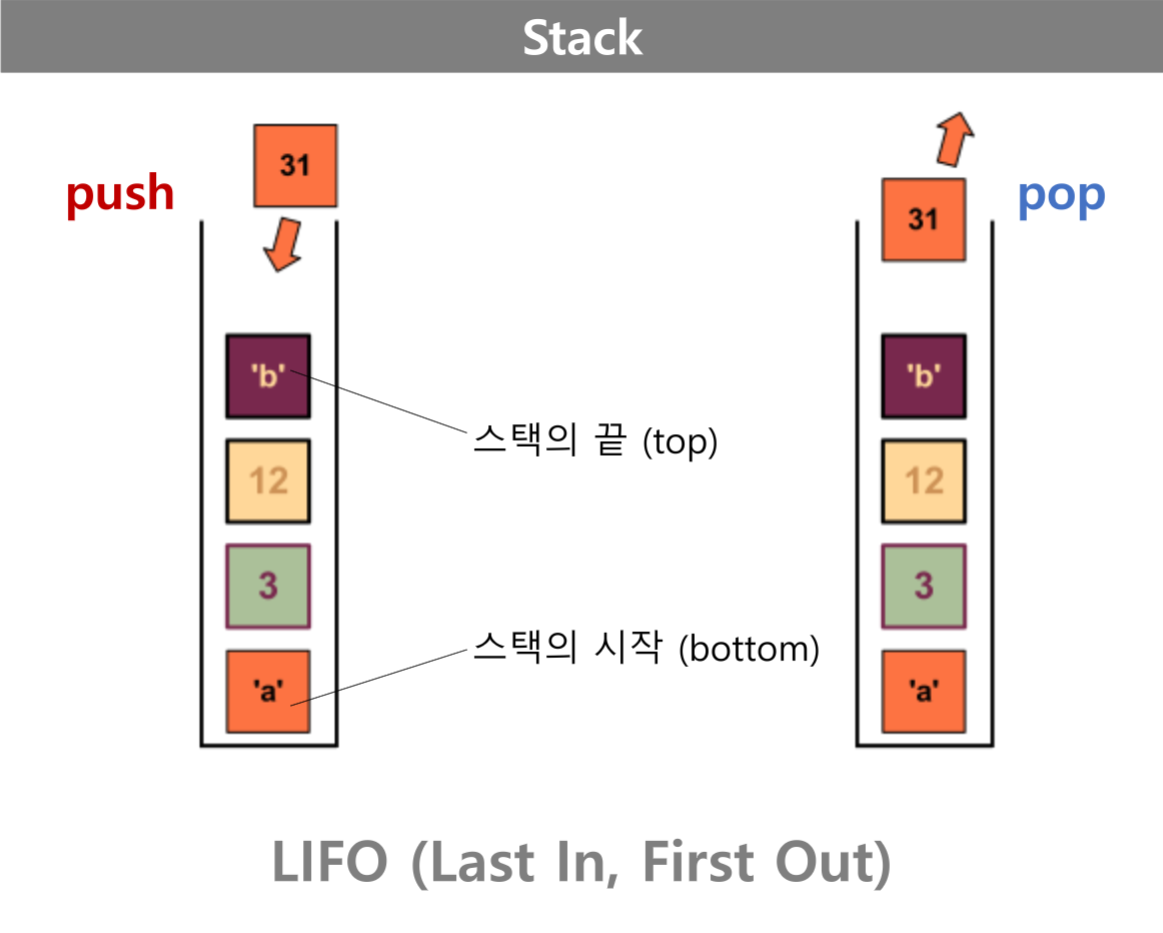 Stack
push
31
'b'
12
3
'a'
스택의 끝 (top)
스택의 시작 (bottom)
pop
31
'b'
12
3
'a'
LIFO (Last In, First Out)